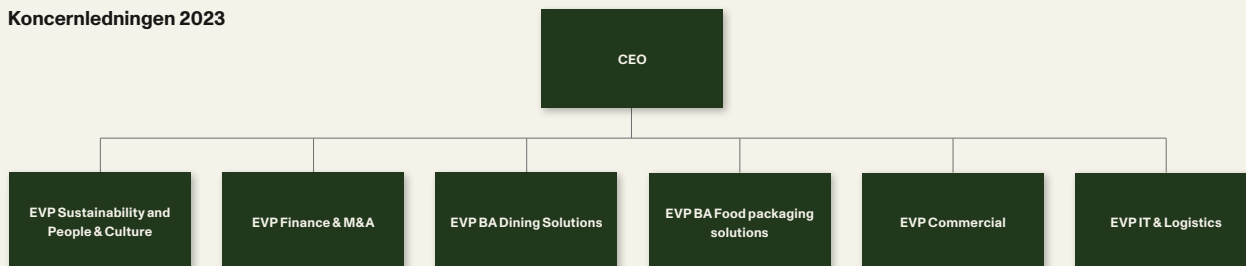 Koncernledningen 2023
CEO
EVP Sustainability and
People & Culture
EVP Finance & M&A
EVP BA Dining Solutions
EVP BA Food packaging
solutions
EVP Commercial
EVP IT & Logistics